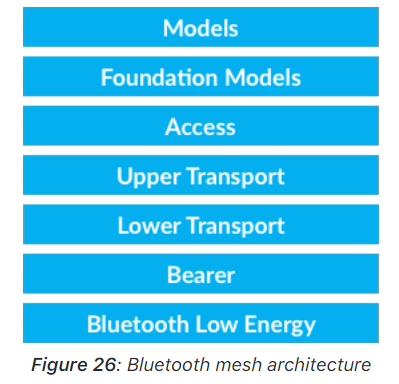 Models
Foundation Models
Access
Upper Transport
Lower Transport
Bearer
Bluetooth Low Energy
Figure 26: Bluetooth mesh architecture